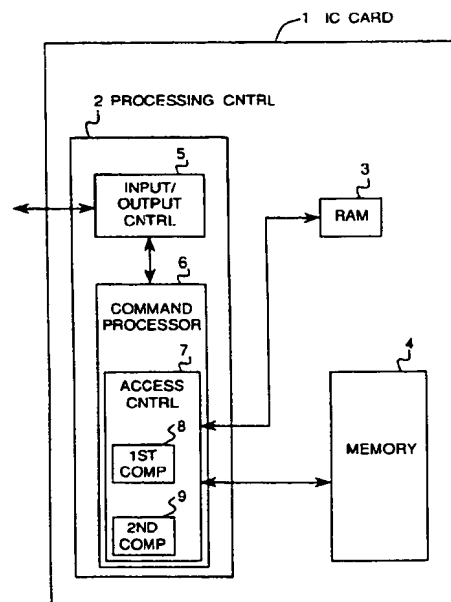 1 IC CARD
2 PROCESSING CNTRL
5
INPUT/
OUTPUT
CNTRL
3
RAM
6
COMMAND
PROCESSOR
7
ACCESS
CNTRL
8
1ST
COMP
9
2ND
COMP
4
MEMORY